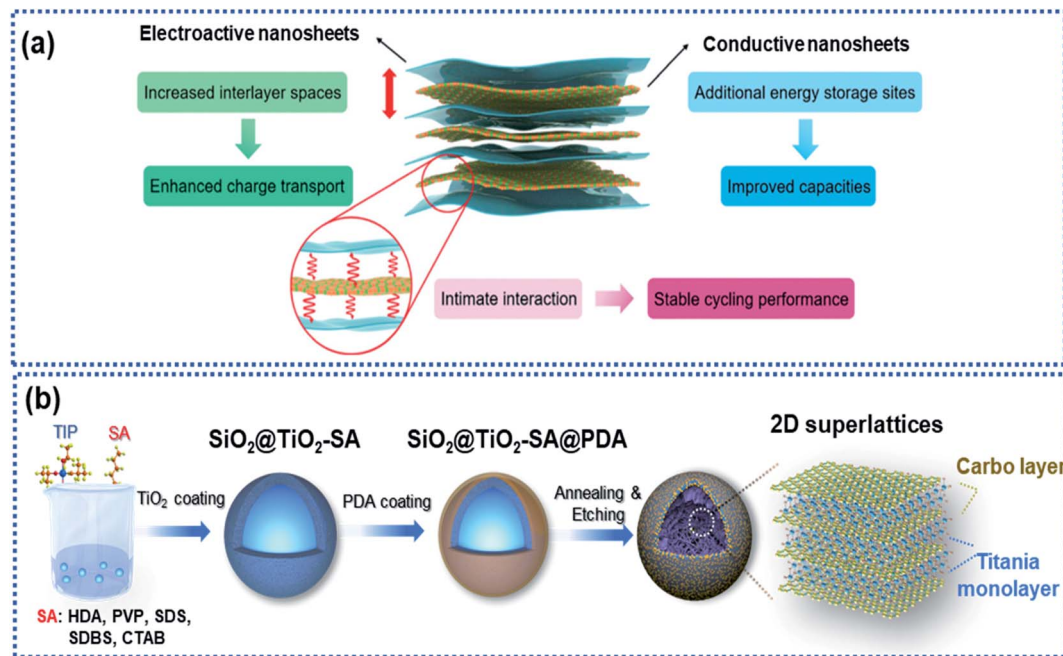 (a)
Electroactive nanosheets
Conductive nanosheets
Increased interlayer spaces
Additional energy storage sites
Enhanced charge transport
Improved capacities
Intimate interaction
Stable cycling performance
(b)
TIP
SA
SiO₂@TiO₂-SA
SiO₂@TiO₂-SA@PDA
2D superlattices
TiO₂ coating
PDA coating
Annealing &
Etching
Carbo layer
Titania
monolayer
SA: HDA, PVP, SDS,
SDBS, CTAB